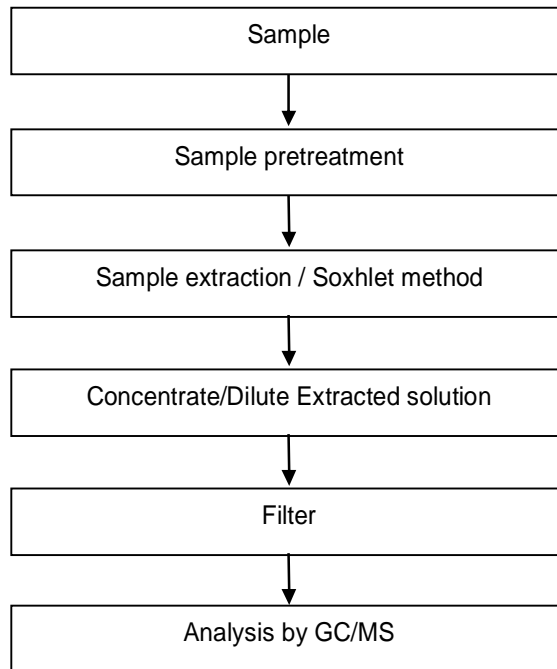 Sample
Sample pretreatment
Sample extraction / Soxhlet method
Concentrate/Dilute Extracted solution
Filter
Analysis by GC/MS